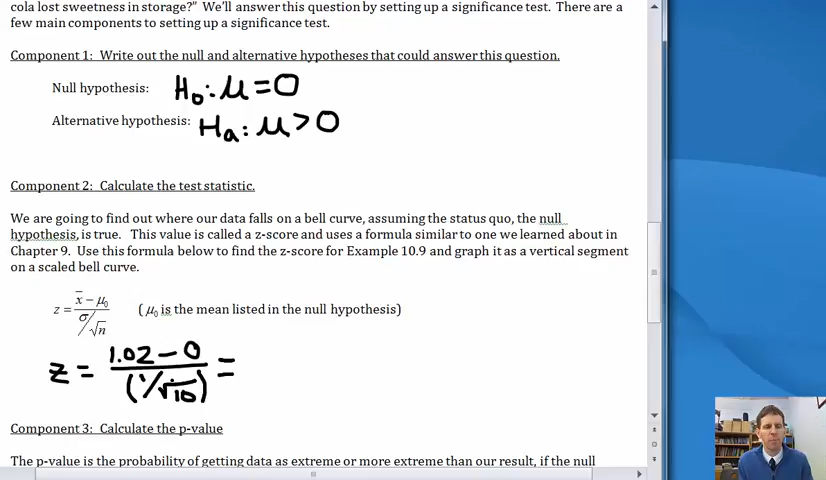 cola lost sweetness in storage?" We'll answer this question by setting up a significance test. There are a
few main components to setting up a significance test.
Component 1: Write out the null and alternative hypotheses that could answer this question.
Null hypothesis: H₀: μ = 0
Alternative hypothesis: Hₐ: μ > 0
Component 2: Calculate the test statistic.
We are going to find out where our data falls on a bell curve, assuming the status quo, the null
hypothesis, is true. This value is called a z-score and uses a formula similar to one we learned about in
Chapter 9. Use this formula below to find the z-score for Example 10.9 and graph it as a vertical segment
on a scaled bell curve.
z = (x̄ − μ₀) / (σ/√n) ( μ₀ is the mean listed in the null hypothesis)
z = (1.02 − 0) / (1/√10) =
Component 3: Calculate the p-value
The p-value is the probability of getting data as extreme or more extreme than our result, if the null